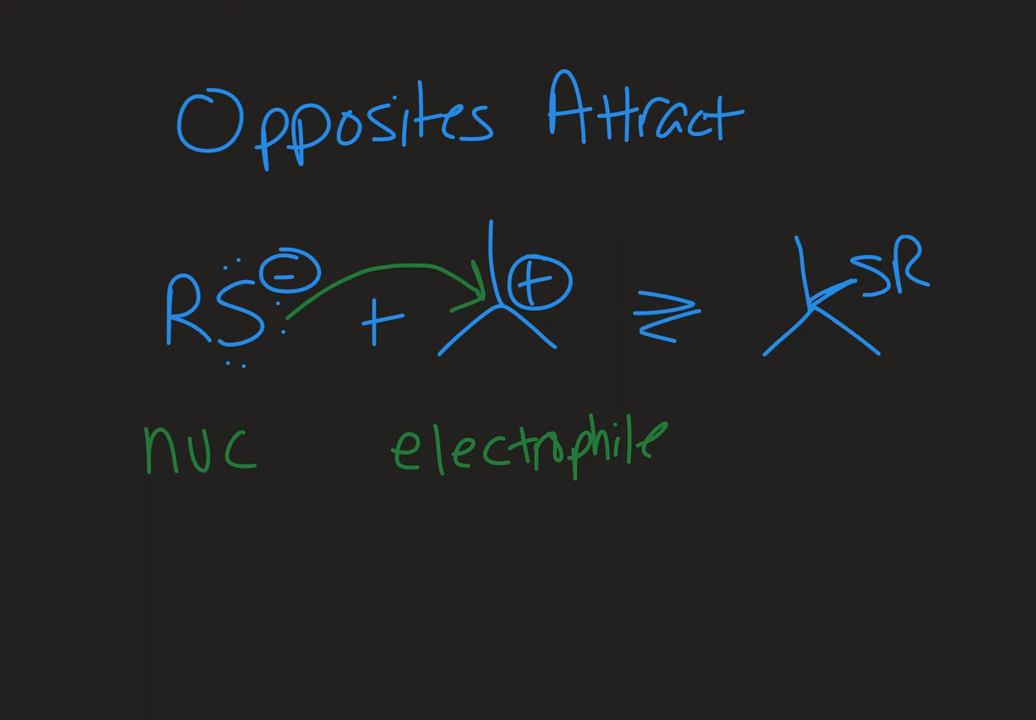 Opposites Attract
RS⊖ + ⊕ ⇌ SR
nuc electrophile